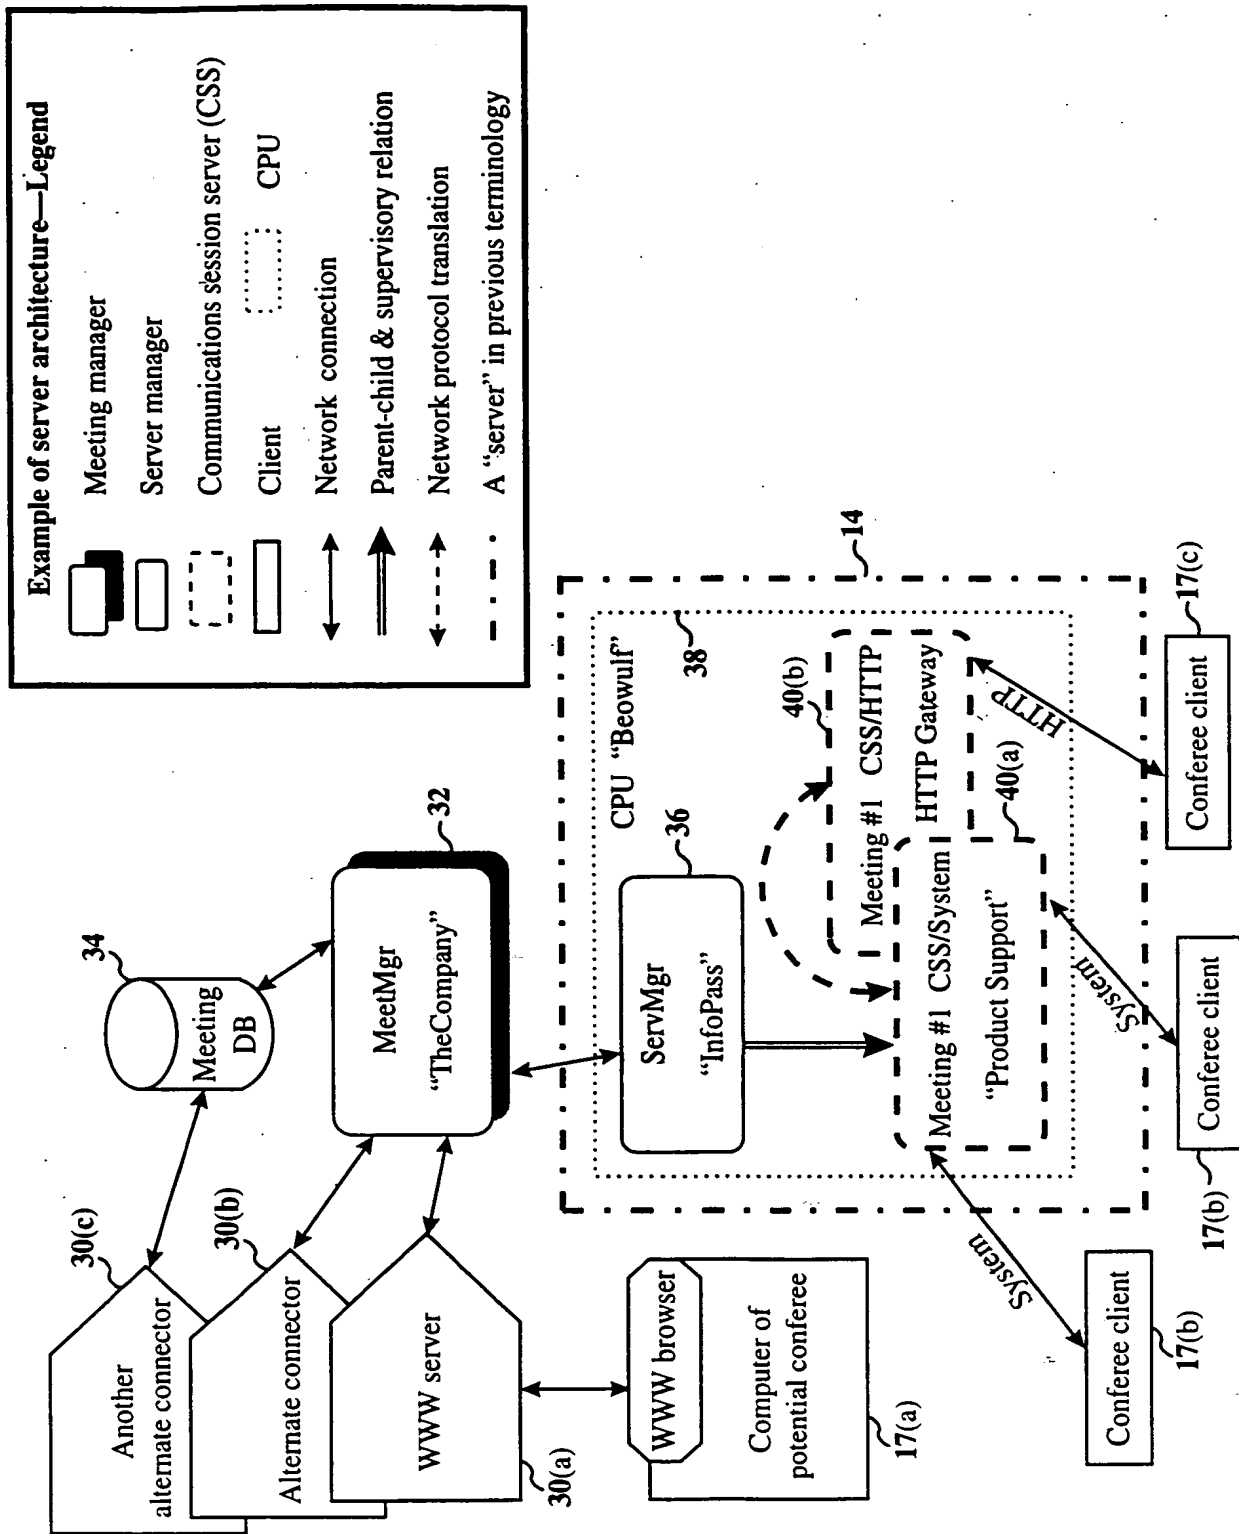 Example of server architecture—Legend
Meeting manager
Server manager
Communications session server (CSS)
Client
CPU
Network connection
Parent-child & supervisory relation
Network protocol translation
A “server” in previous terminology
30(c)
Another
alternate connector
30(b)
Alternate connector
WWW server
30(a)
34
Meeting
DB
MeetMgr
“TheCompany”
32
WWW browser
Computer of
potential conferee
17(a)
14
CPU “Beowulf”
38
ServMgr
“InfoPass”
36
40(b)
Meeting #1 CSS/HTTP
HTTP Gateway
Meeting #1 CSS/System
“Product Support”
40(a)
System
System
HTTP
Conferee client
17(b)
Conferee client
17(b)
Conferee client
17(c)